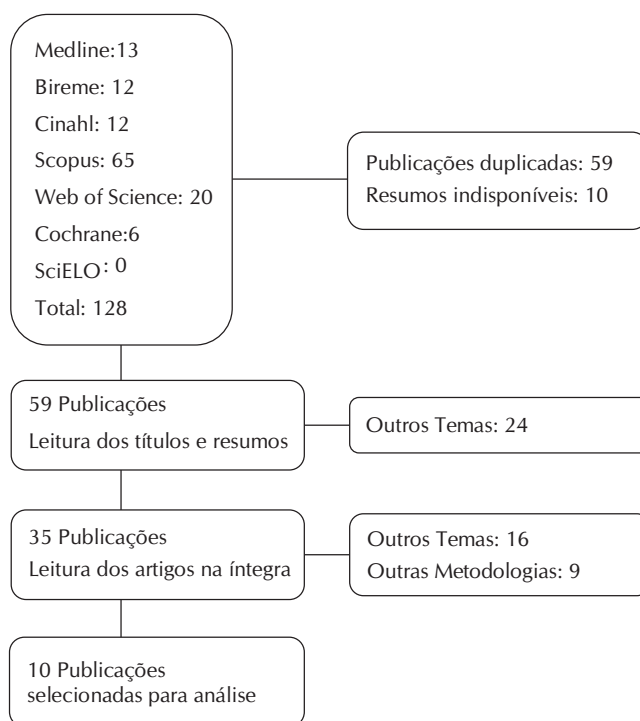 Medline:13
Bireme: 12
Cinahl: 12
Scopus: 65
Web of Science: 20
Cochrane:6
SciELO: 0
Total: 128
Publicações duplicadas: 59
Resumos indisponíveis: 10
59 Publicações
Leitura dos títulos e resumos
Outros Temas: 24
35 Publicações
Leitura dos artigos na íntegra
Outros Temas: 16
Outras Metodologias: 9
10 Publicações
selecionadas para análise